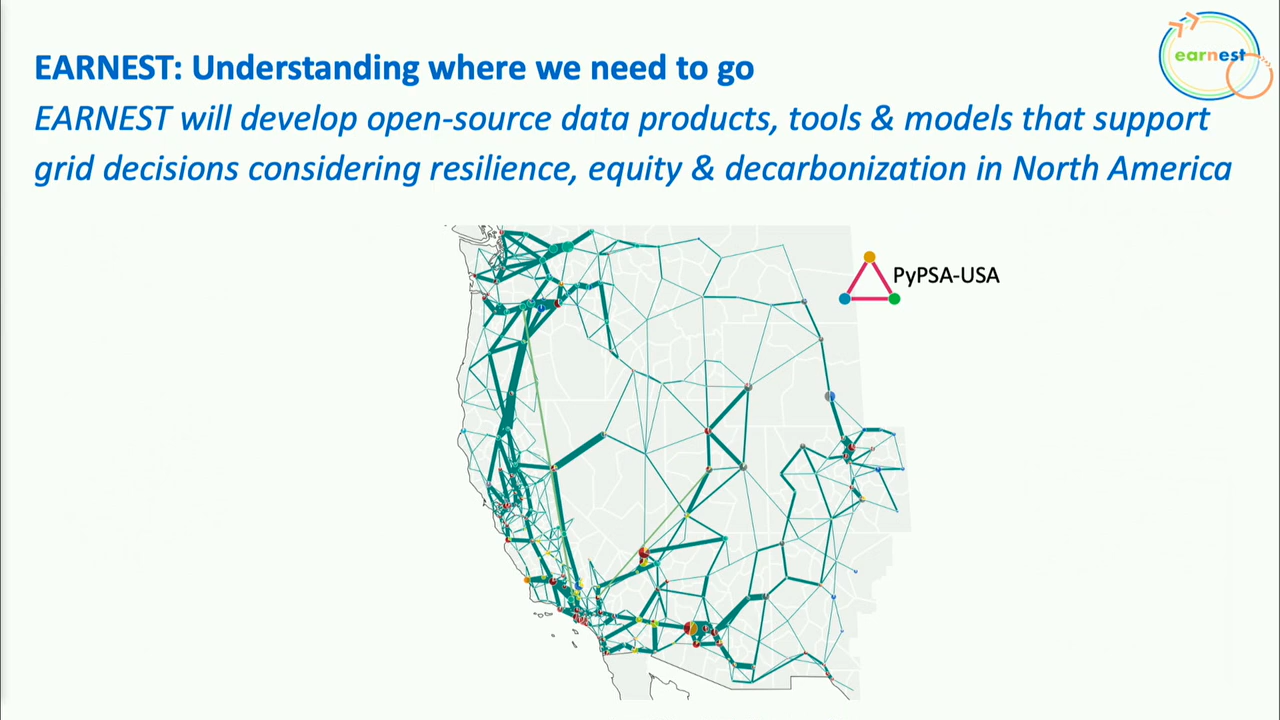 EARNEST: Understanding where we need to go
earnest
EARNEST will develop open-source data products, tools & models that support
grid decisions considering resilience, equity & decarbonization in North America
PyPSA-USA